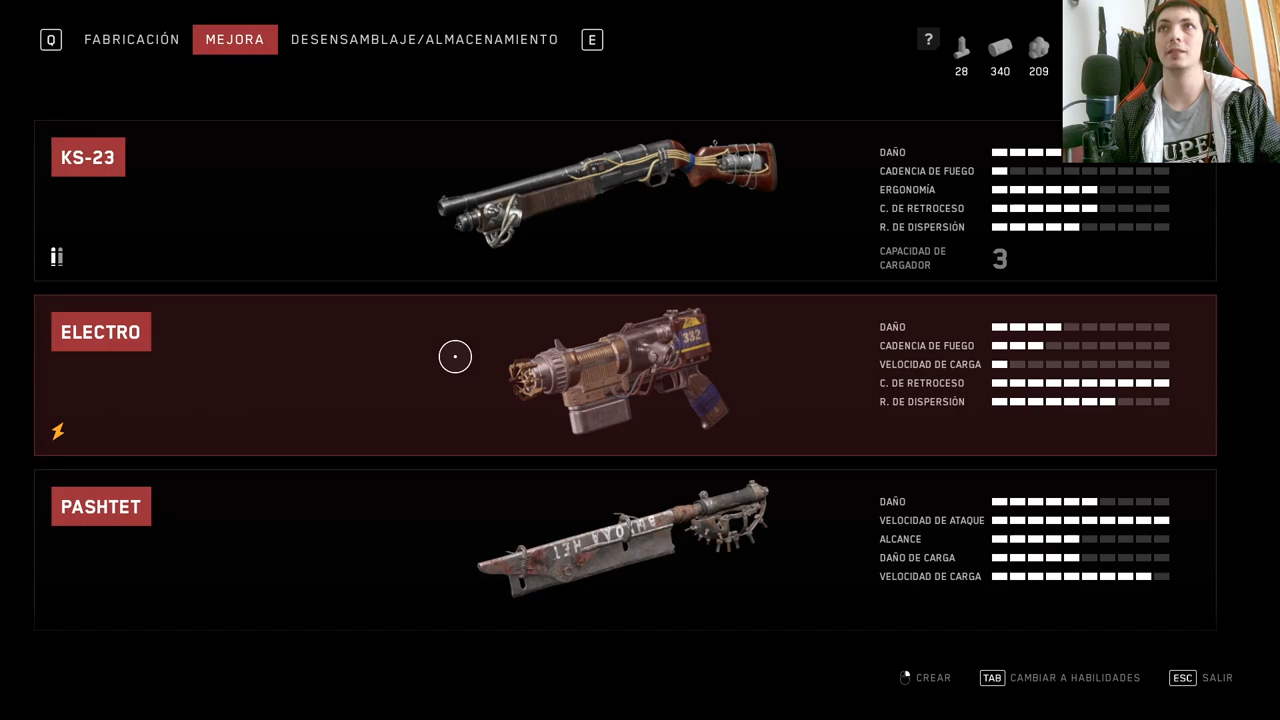 Q FABRICACIÓN MEJORA DESENSAMBLAJE/ALMACENAMIENTO E ?
28 340 209
KS-23
DAÑO
CADENCIA DE FUEGO
ERGONOMÍA
C. DE RETROCESO
R. DE DISPERSIÓN
CAPACIDAD DE
CARGADOR
3
ELECTRO
332
DAÑO
CADENCIA DE FUEGO
VELOCIDAD DE CARGA
C. DE RETROCESO
R. DE DISPERSIÓN
PASHTET
DAÑO
VELOCIDAD DE ATAQUE
ALCANCE
DAÑO DE CARGA
VELOCIDAD DE CARGA
CREAR TAB CAMBIAR A HABILIDADES ESC SALIR